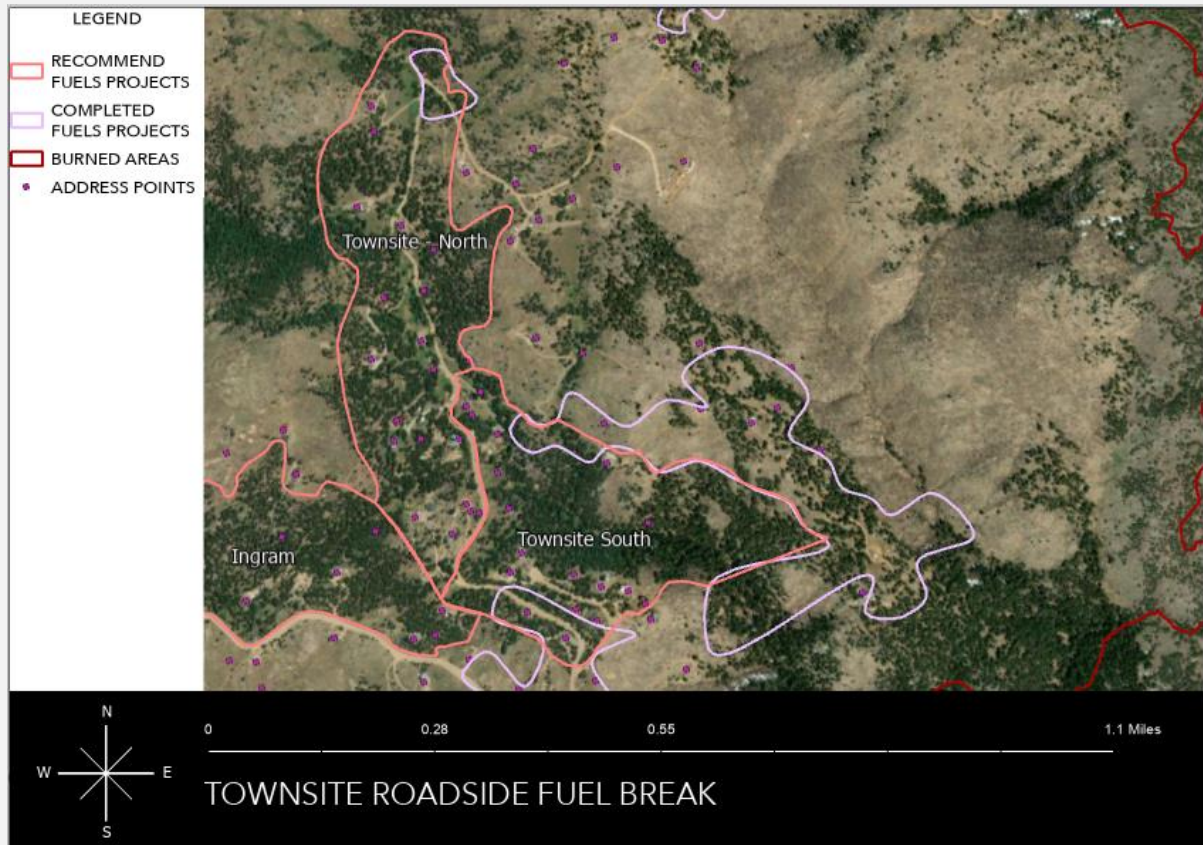 LEGEND
RECOMMEND
FUELS PROJECTS
COMPLETED
FUELS PROJECTS
BURNED AREAS
ADDRESS POINTS
Townsite - North
Townsite South
Ingram
N
W E
S
0 0.28 0.55 1.1 Miles
TOWNSITE ROADSIDE FUEL BREAK